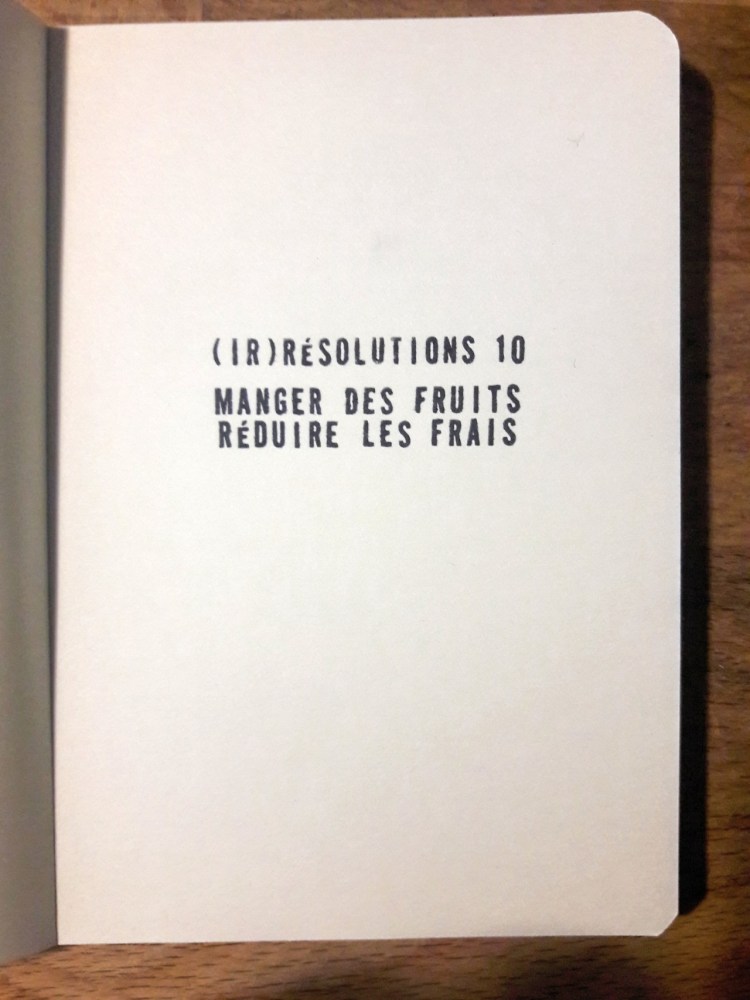 (IR)RÉSOLUTIONS 10
MANGER DES FRUITS
RÉDUIRE LES FRAIS